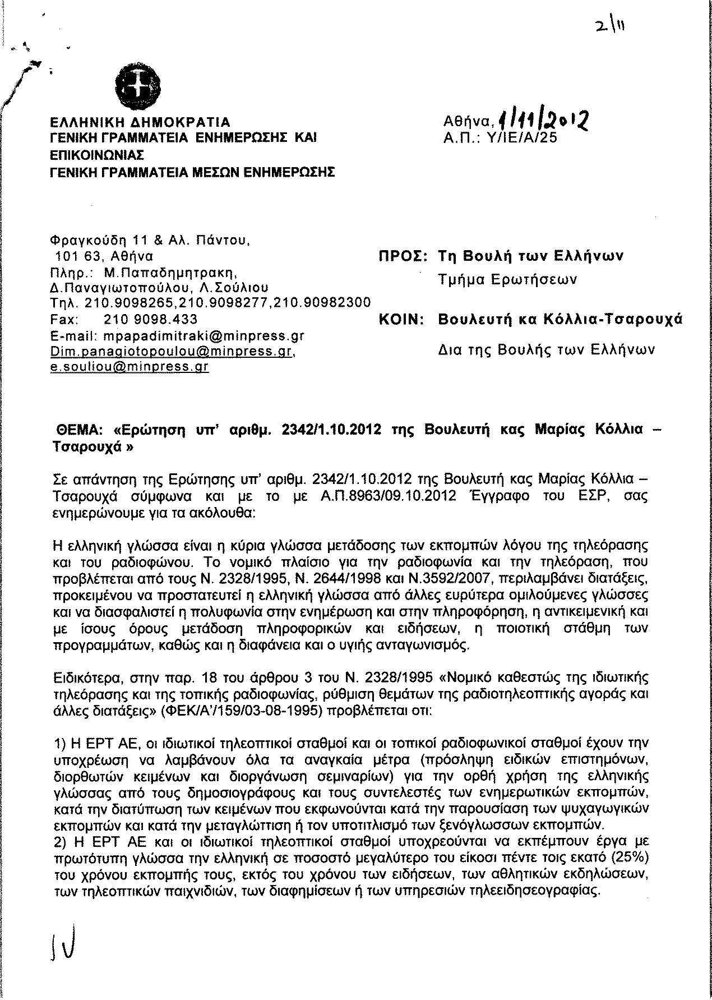 2\11
ΕΛΛΗΝΙΚΗ ΔΗΜΟΚΡΑΤΙΑ
ΓΕΝΙΚΗ ΓΡΑΜΜΑΤΕΙΑ ΕΝΗΜΕΡΩΣΗΣ ΚΑΙ
ΕΠΙΚΟΙΝΩΝΙΑΣ
ΓΕΝΙΚΗ ΓΡΑΜΜΑΤΕΙΑ ΜΕΣΩΝ ΕΝΗΜΕΡΩΣΗΣ
Αθήνα, 1/11/2012
Α.Π.: Υ/ΙΕ/Α/25
Φραγκούδη 11 & Αλ. Πάντου,
101 63, Αθήνα
Πληρ.: Μ.Παπαδημητρακη,
Δ.Παναγιωτοπούλου, Λ.Σούλιου
Τηλ. 210.9098265,210.9098277,210.90982300
Fax: 210 9098.433
E-mail: mpapadimitraki@minpress.gr
Dim.panagiotopoulou@minpress.gr,
e.souliou@minpress.gr
ΠΡΟΣ: Τη Βουλή των Ελλήνων
Τμήμα Ερωτήσεων
ΚΟΙΝ: Βουλευτή κα Κόλλια-Τσαρουχά
Δια της Βουλής των Ελλήνων
ΘΕΜΑ: «Ερώτηση υπ' αριθμ. 2342/1.10.2012 της Βουλευτή κας Μαρίας Κόλλια –
Τσαρουχά »
Σε απάντηση της Ερώτησης υπ' αριθμ. 2342/1.10.2012 της Βουλευτή κας Μαρίας Κόλλια –
Τσαρουχά σύμφωνα και με το με Α.Π.8963/09.10.2012 Έγγραφο του ΕΣΡ, σας
ενημερώνουμε για τα ακόλουθα:
Η ελληνική γλώσσα είναι η κύρια γλώσσα μετάδοσης των εκπομπών λόγου της τηλεόρασης
και του ραδιοφώνου. Το νομικό πλαίσιο για την ραδιοφωνία και την τηλεόραση, που
προβλέπεται από τους Ν. 2328/1995, Ν. 2644/1998 και Ν.3592/2007, περιλαμβάνει διατάξεις,
προκειμένου να προστατευτεί η ελληνική γλώσσα από άλλες ευρύτερα ομιλούμενες γλώσσες
και να διασφαλιστεί η πολυφωνία στην ενημέρωση και στην πληροφόρηση, η αντικειμενική και
με ίσους όρους μετάδοση πληροφορικών και ειδήσεων, η ποιοτική στάθμη των
προγραμμάτων, καθώς και η διαφάνεια και ο υγιής ανταγωνισμός.
Ειδικότερα, στην παρ. 18 του άρθρου 3 του Ν. 2328/1995 «Νομικό καθεστώς της ιδιωτικής
τηλεόρασης και της τοπικής ραδιοφωνίας, ρύθμιση θεμάτων της ραδιοτηλεοπτικής αγοράς και
άλλες διατάξεις» (ΦΕΚ/Α'/159/03-08-1995) προβλέπεται οτι:
1) Η ΕΡΤ ΑΕ, οι ιδιωτικοί τηλεοπτικοί σταθμοί και οι τοπικοί ραδιοφωνικοί σταθμοί έχουν την
υποχρέωση να λαμβάνουν όλα τα αναγκαία μέτρα (πρόσληψη ειδικών επιστημόνων,
διορθωτών κειμένων και διοργάνωση σεμιναρίων) για την ορθή χρήση της ελληνικής
γλώσσας από τους δημοσιογράφους και τους συντελεστές των ενημερωτικών εκπομπών,
κατά την διατύπωση των κειμένων που εκφωνούνται κατά την παρουσίαση των ψυχαγωγικών
εκπομπών και κατά την μεταγλώττιση ή τον υποτιτλισμό των ξενόγλωσσων εκπομπών.
2) Η ΕΡΤ ΑΕ και οι ιδιωτικοί τηλεοπτικοί σταθμοί υποχρεούνται να εκπέμπουν έργα με
πρωτότυπη γλώσσα την ελληνική σε ποσοστό μεγαλύτερο του είκοσι πέντε τοις εκατό (25%)
του χρόνου εκπομπής τους, εκτός του χρόνου των ειδήσεων, των αθλητικών εκδηλώσεων,
των τηλεοπτικών παιχνιδιών, των διαφημίσεων ή των υπηρεσιών τηλεειδησεογραφίας.